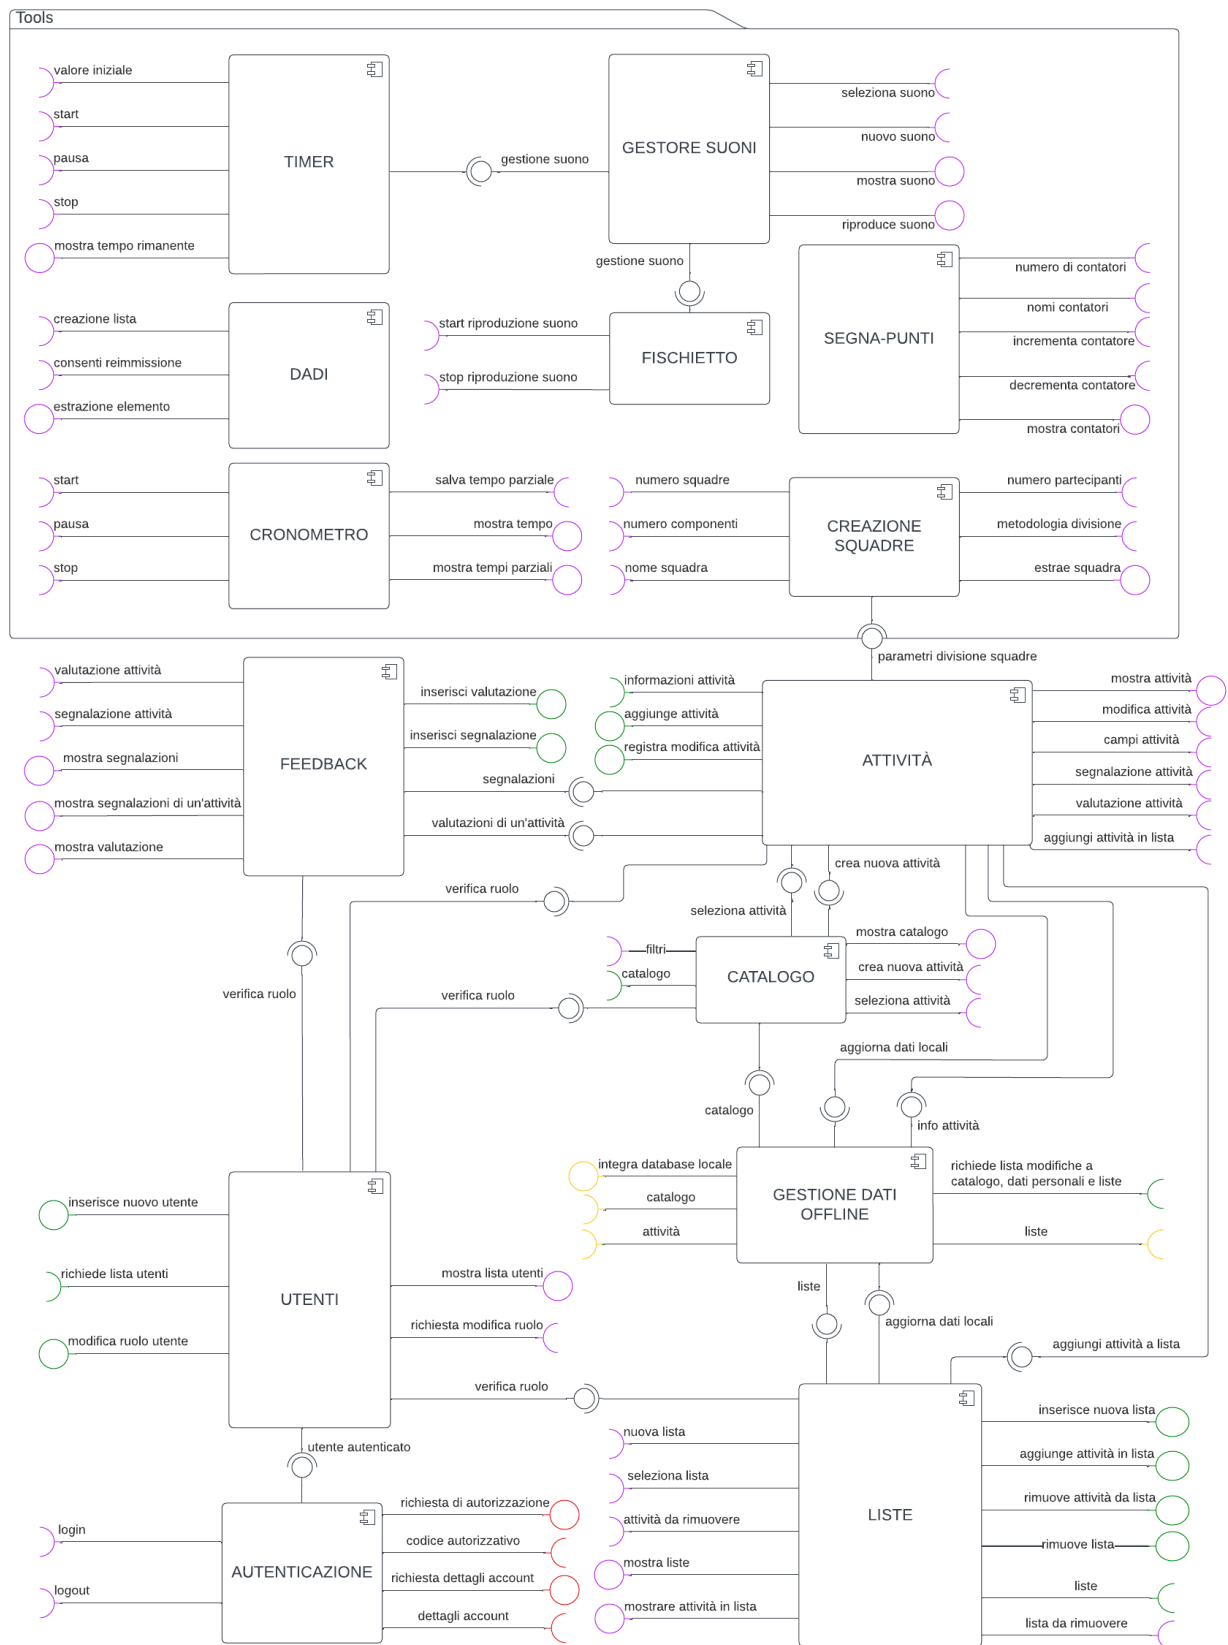 Tools
valore iniziale
start
pausa
stop
mostra tempo rimanente
TIMER
gestione suono
GESTORE SUONI
seleziona suono
nuovo suono
mostra suono
riproduce suono
gestione suono
creazione lista
consenti reimmissione
estrazione elemento
DADI
start riproduzione suono
stop riproduzione suono
FISCHIETTO
SEGNA-PUNTI
numero di contatori
nomi contatori
incrementa contatore
decrementa contatore
mostra contatori
start
pausa
stop
CRONOMETRO
salva tempo parziale
mostra tempo
mostra tempi parziali
numero squadre
numero componenti
nome squadra
CREAZIONE
SQUADRE
numero partecipanti
metodologia divisione
estrae squadra
parametri divisione squadre
valutazione attività
segnalazione attività
mostra segnalazioni
mostra segnalazioni di un'attività
mostra valutazione
FEEDBACK
inserisci valutazione
inserisci segnalazione
segnalazioni
valutazioni di un'attività
informazioni attività
aggiunge attività
registra modifica attività
ATTIVITÀ
mostra attività
modifica attività
campi attività
segnalazione attività
valutazione attività
aggiungi attività in lista
verifica ruolo
seleziona attività
crea nuova attività
verifica ruolo
verifica ruolo
filtri
catalogo
CATALOGO
mostra catalogo
crea nuova attività
seleziona attività
aggiorna dati locali
catalogo
info attività
integra database locale
catalogo
attività
GESTIONE DATI
OFFLINE
richiede lista modifiche a
catalogo, dati personali e liste
liste
inserisce nuovo utente
richiede lista utenti
modifica ruolo utente
UTENTI
mostra lista utenti
richiesta modifica ruolo
verifica ruolo
liste
aggiorna dati locali
aggiungi attività a lista
utente autenticato
login
logout
AUTENTICAZIONE
richiesta di autorizzazione
codice autorizzativo
richiesta dettagli account
dettagli account
nuova lista
seleziona lista
attività da rimuovere
mostra liste
mostrare attività in lista
LISTE
inserisce nuova lista
aggiunge attività in lista
rimuove attività da lista
rimuove lista
liste
lista da rimuovere